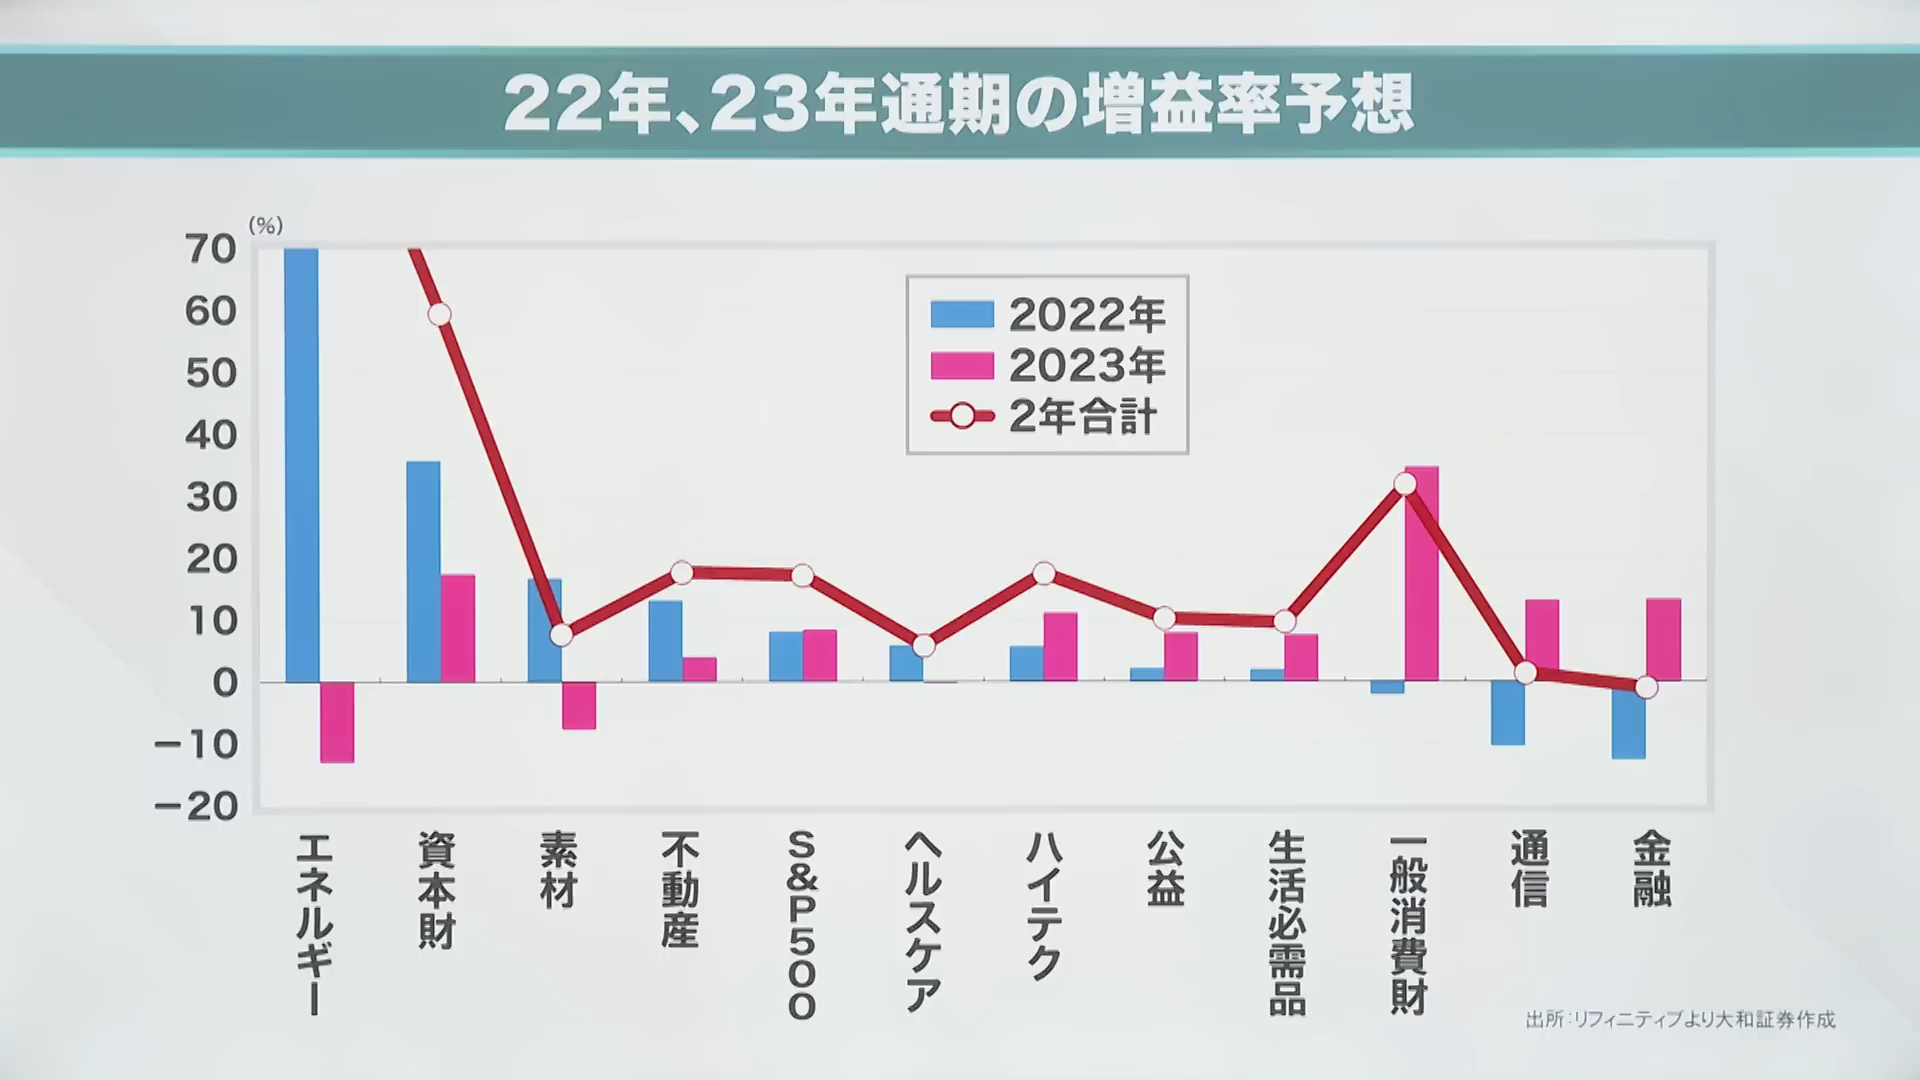 22年、23年通期の増益率予想
(%)
70
60
50
40
30
20
10
0
－10
－20
2022年
2023年
2年合計
エネルギー
資本財
素材
不動産
S&P500
ヘルスケア
ハイテク
公益
生活必需品
一般消費財
通信
金融
出所：リフィニティブより大和証券作成